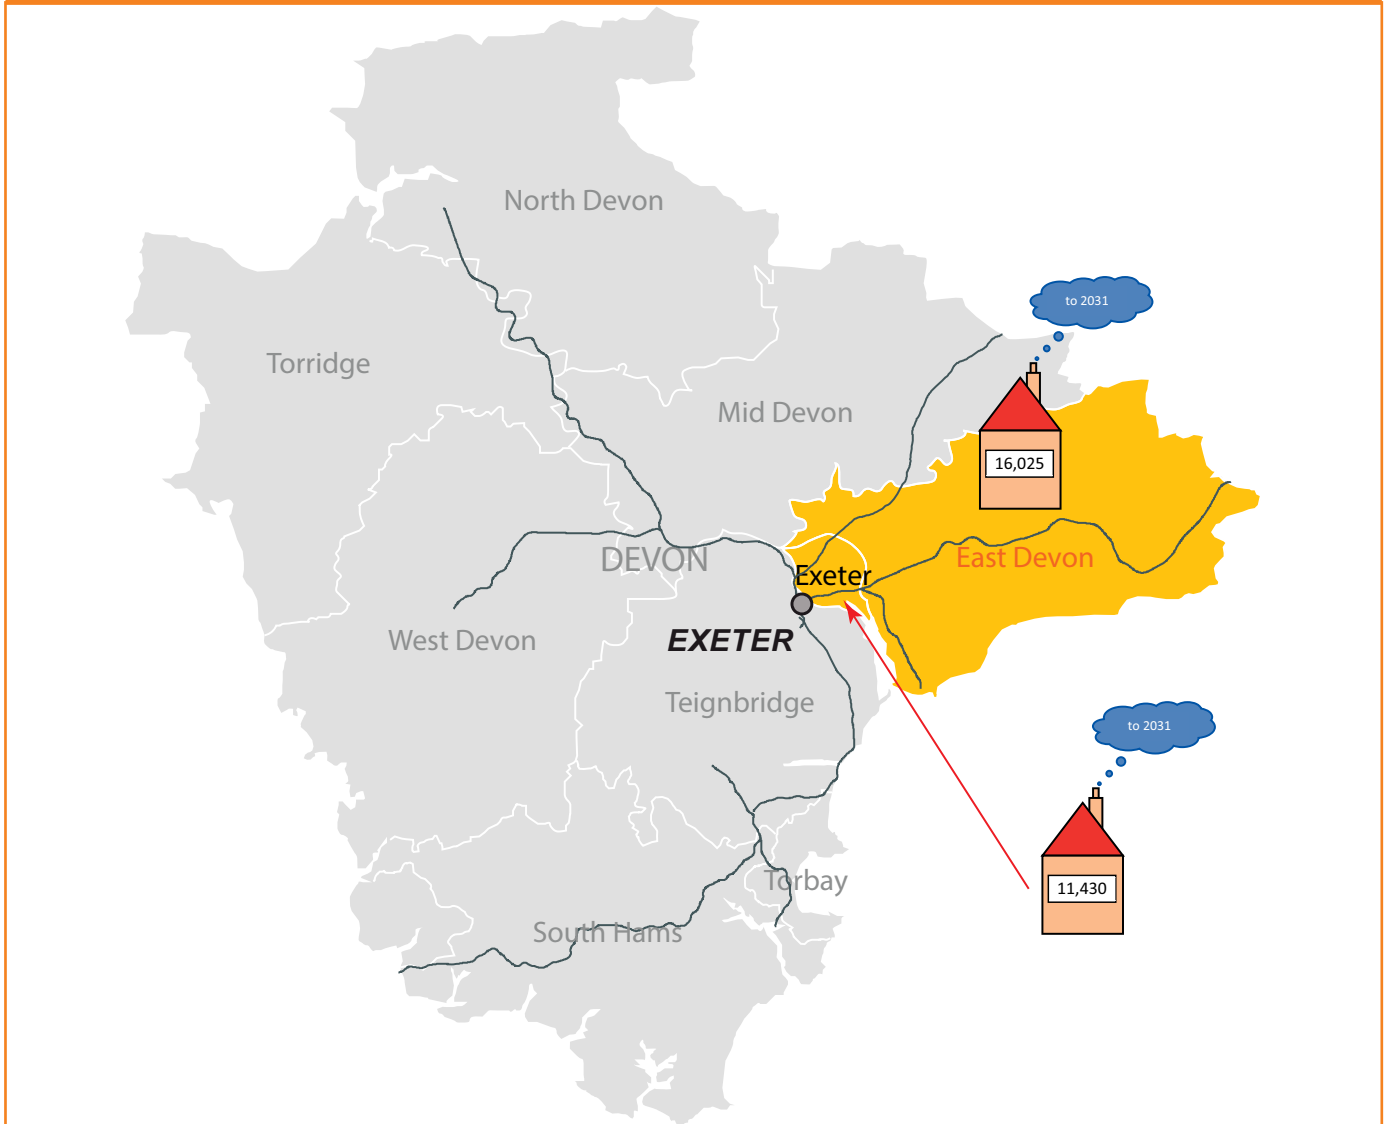 North Devon
to 2031
Torridge
Mid Devon
16,025
DEVON
East Devon
Exeter
West Devon
EXETER
Teignbridge
to 2031
Torbay
11,430
South Hams